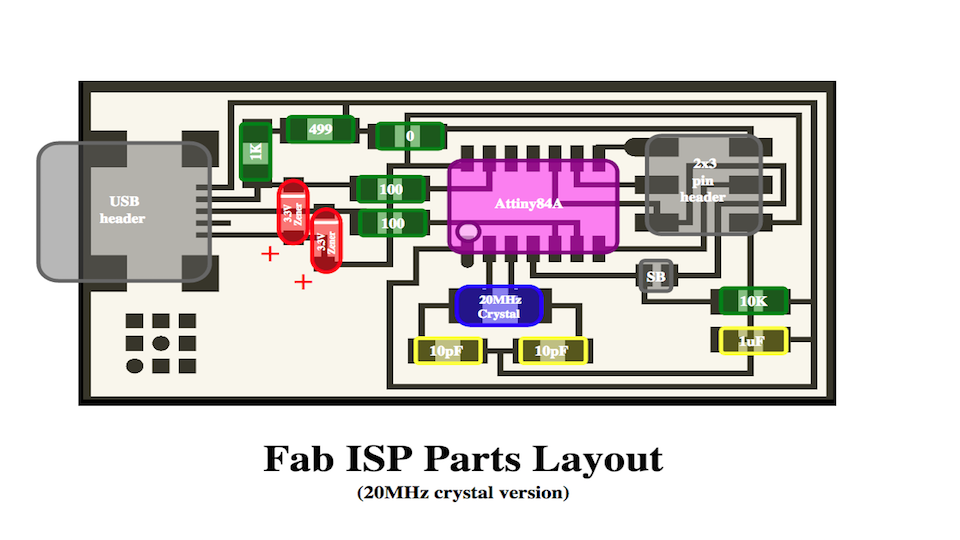 499
0
1K
2x3
pin
header
USB
header
100
Attiny84A
3.3V
Zener
100
3.3V
Zener
+
+
SB
20MHz
Crystal
10K
10pF
10pF
1uF
Fab ISP Parts Layout
(20MHz crystal version)